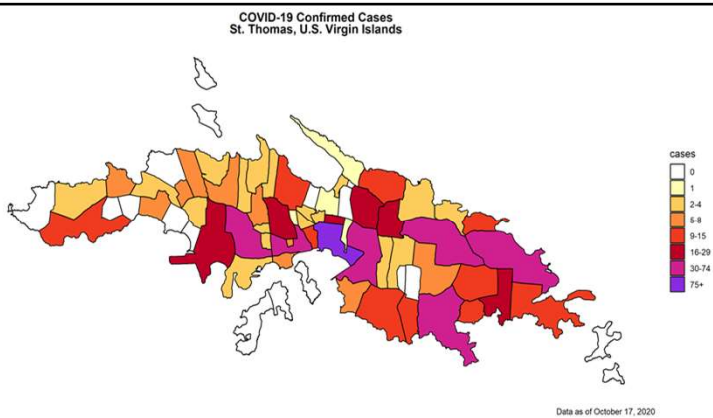 COVID-19 Confirmed Cases
St. Thomas, U.S. Virgin Islands
cases
0
1
2-4
5-8
9-15
16-29
30-74
75+
Data as of October 17, 2020